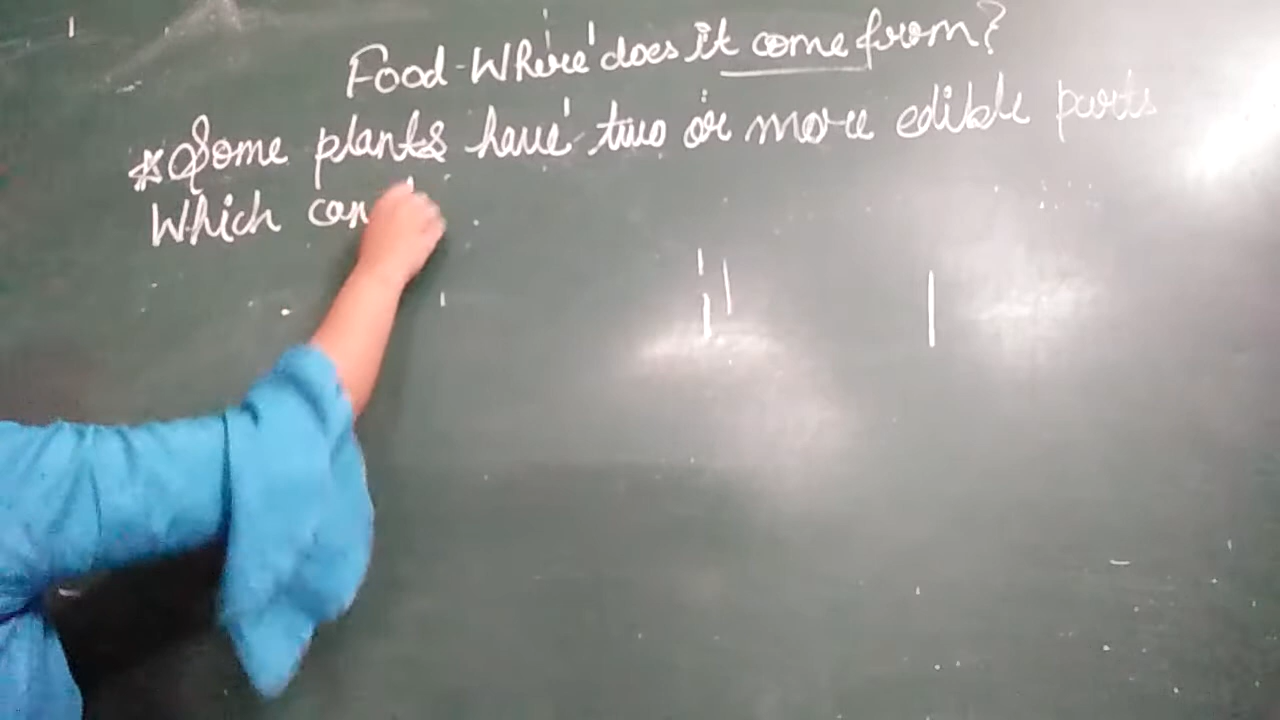 Food - Where does it come from?
* Some plants have two or more edible parts
Which can